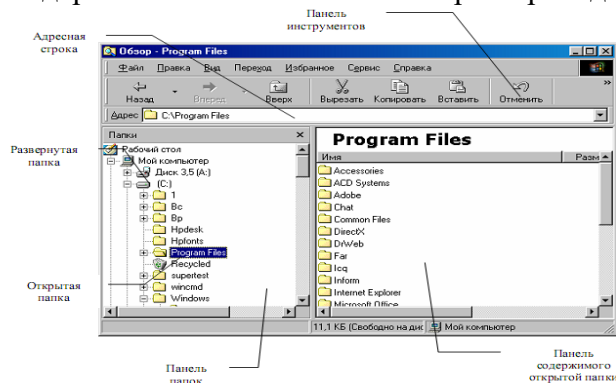 Панель
инструментов
Адресная
строка
Обзор - Program Files
Файл Правка Вид Переход Избранное Сервис Справка
Назад Вперед Вверх Вырезать Копировать Вставить Отменить »
Адрес C:\Program Files
Папки ×
Program Files
Развернутая
папка
Рабочий стол
Мой компьютер
Диск 3,5 (A:)
(C:)
1
Bc
Bp
Hpdesk
Hpfonts
Program Files
Recycled
supertest
wincmd
Windows
Имя Разм
Accessories
ACD Systems
Adobe
Chat
Common Files
DirectX
DrWeb
Far
Icq
Inform
Internet Explorer
Microsoft Office
Открытая
папка
11,1 КБ (Свободно на дис Мой компьютер
Панель
папок
Панель
содержимого
открытой папки